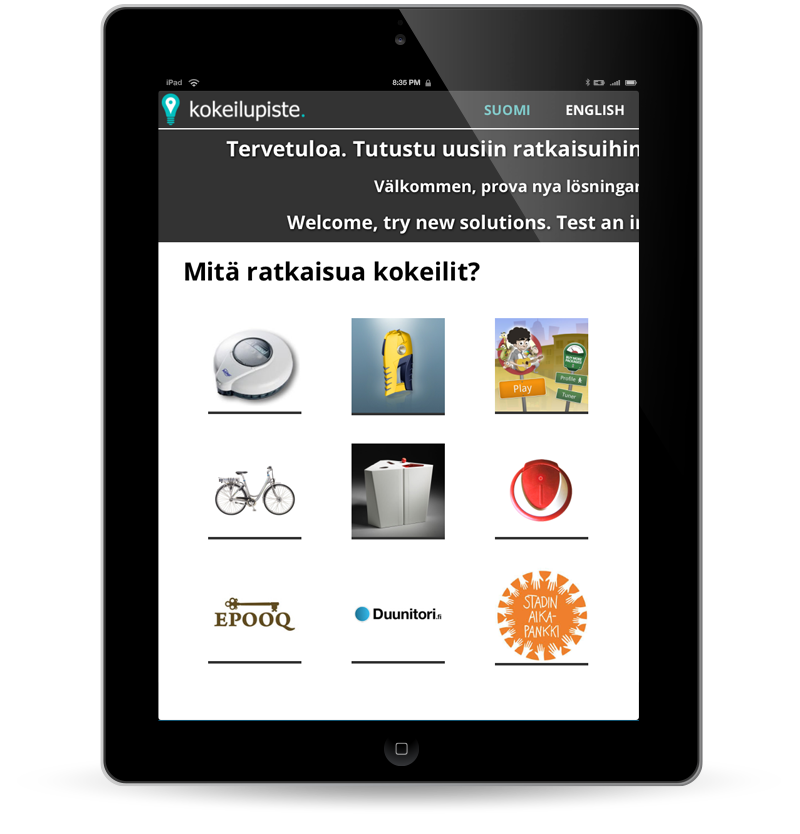 iPad 8:35 PM
kokeilupiste. SUOMI ENGLISH
Tervetuloa. Tutustu uusiin ratkaisuihin
Välkommen, prova nya lösningar
Welcome, try new solutions. Test an in
Mitä ratkaisua kokeilit?
Play
Profile
Tuner
EPOOQ
Duunitori.fi
STADIN
AIKA-
PANKKI